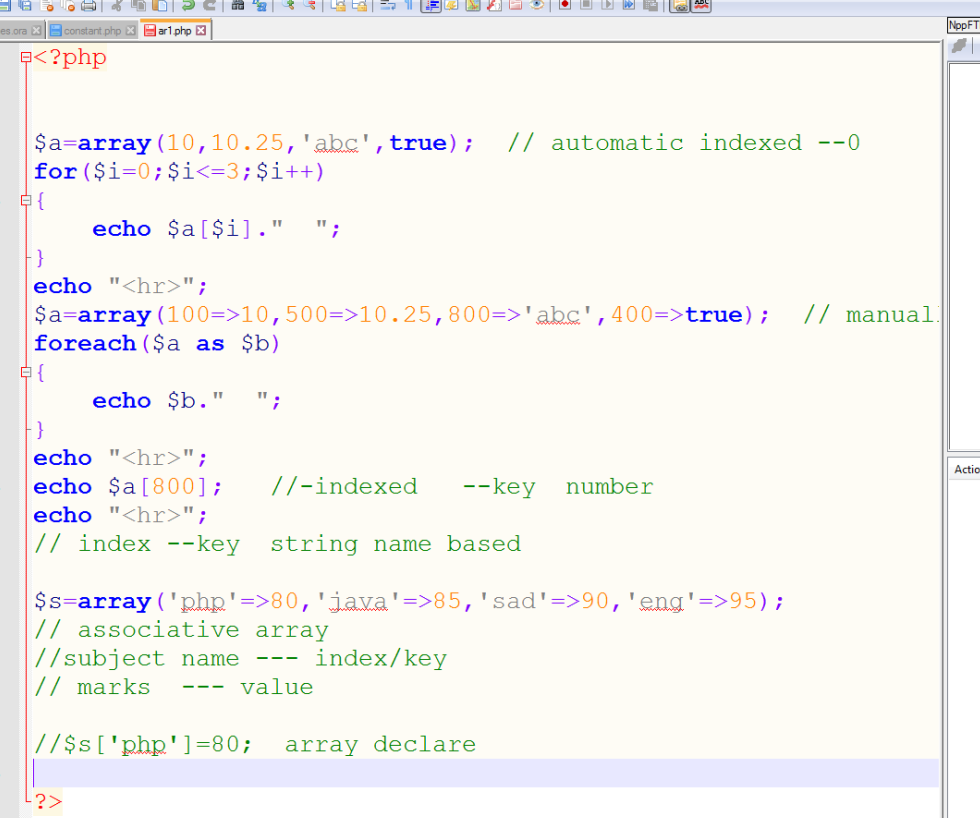 es.ora constant.php ar1.php
NppFT
<?php
$a=array(10,10.25,'abc',true);  // automatic indexed --0
for($i=0;$i<=3;$i++)
{
    echo $a[$i]."  ";
}
echo "<hr>";
$a=array(100=>10,500=>10.25,800=>'abc',400=>true);  // manual
foreach($a as $b)
{
    echo $b."  ";
}
echo "<hr>";
echo $a[800];   //-indexed   --key  number
echo "<hr>";
// index --key  string name based
$s=array('php'=>80,'java'=>85,'sad'=>90,'eng'=>95);
// associative array
//subject name --- index/key
// marks  --- value
//$s['php']=80;  array declare
?>
Actio